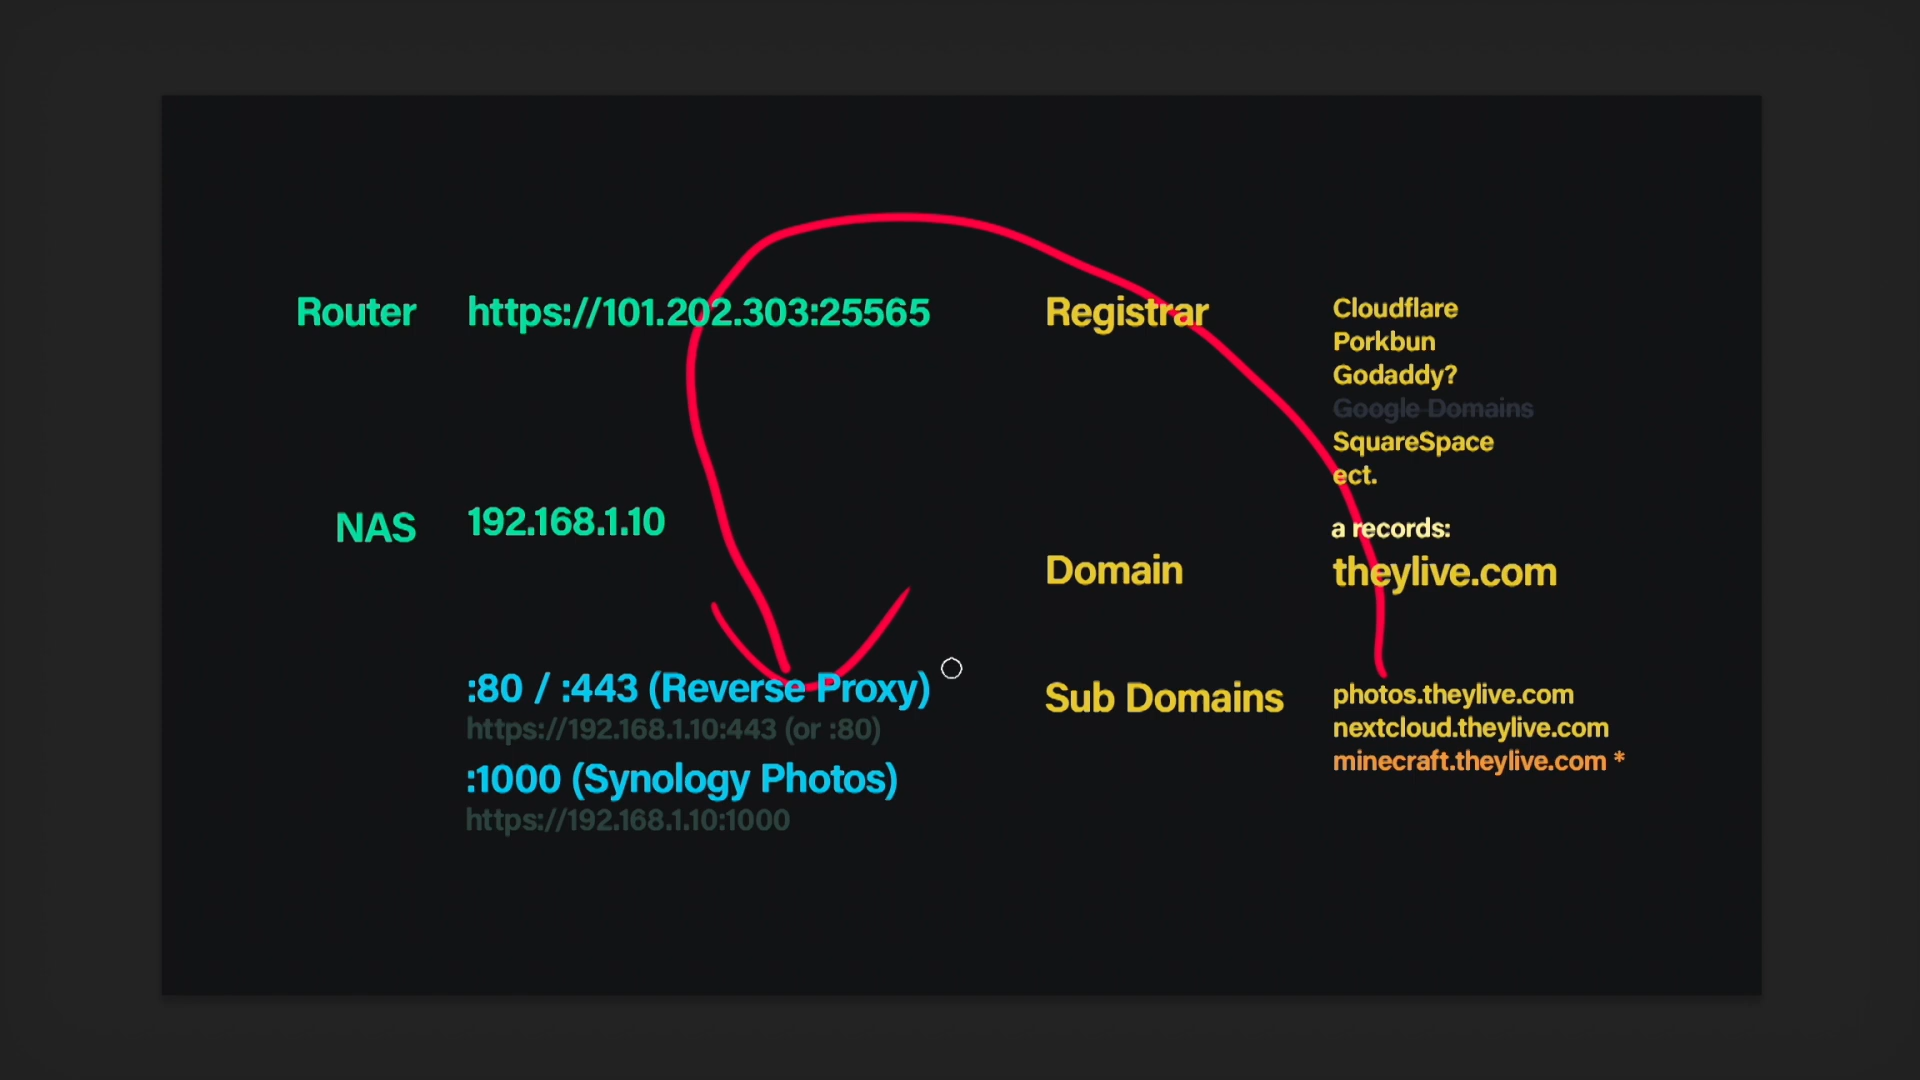 Router
https://101.202.303:25565
NAS
192.168.1.10
:80 / :443 (Reverse Proxy)
https://192.168.1.10:443 (or :80)
:1000 (Synology Photos)
https://192.168.1.10:1000
Registrar
Cloudflare
Porkbun
Godaddy?
Google Domains
SquareSpace
ect.
a records:
Domain
theylive.com
Sub Domains
photos.theylive.com
nextcloud.theylive.com
minecraft.theylive.com *